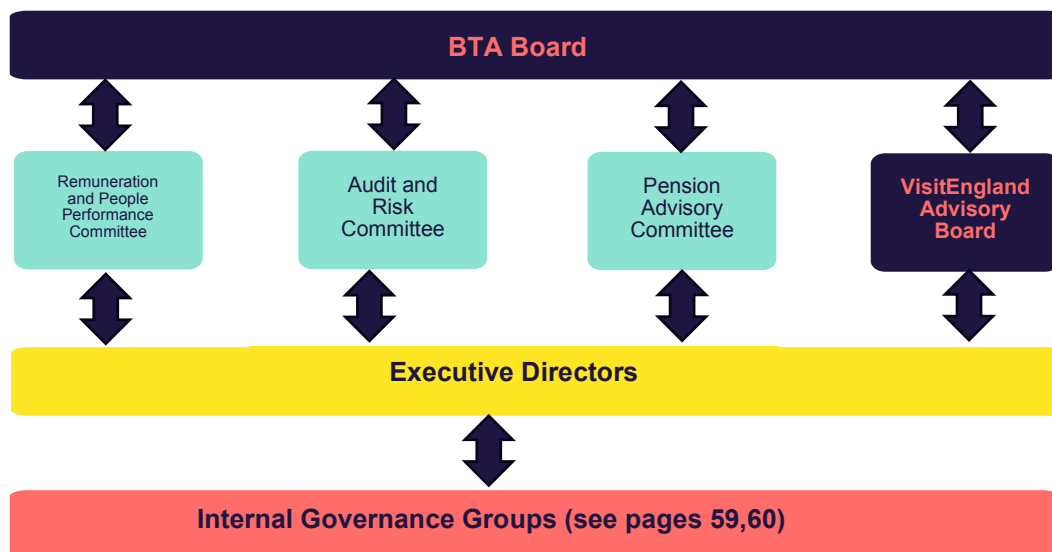 BTA Board
Remuneration
and People
Performance
Committee
Audit and
Risk
Committee
Pension
Advisory
Committee
VisitEngland
Advisory
Board
Executive Directors
Internal Governance Groups (see pages 59,60)